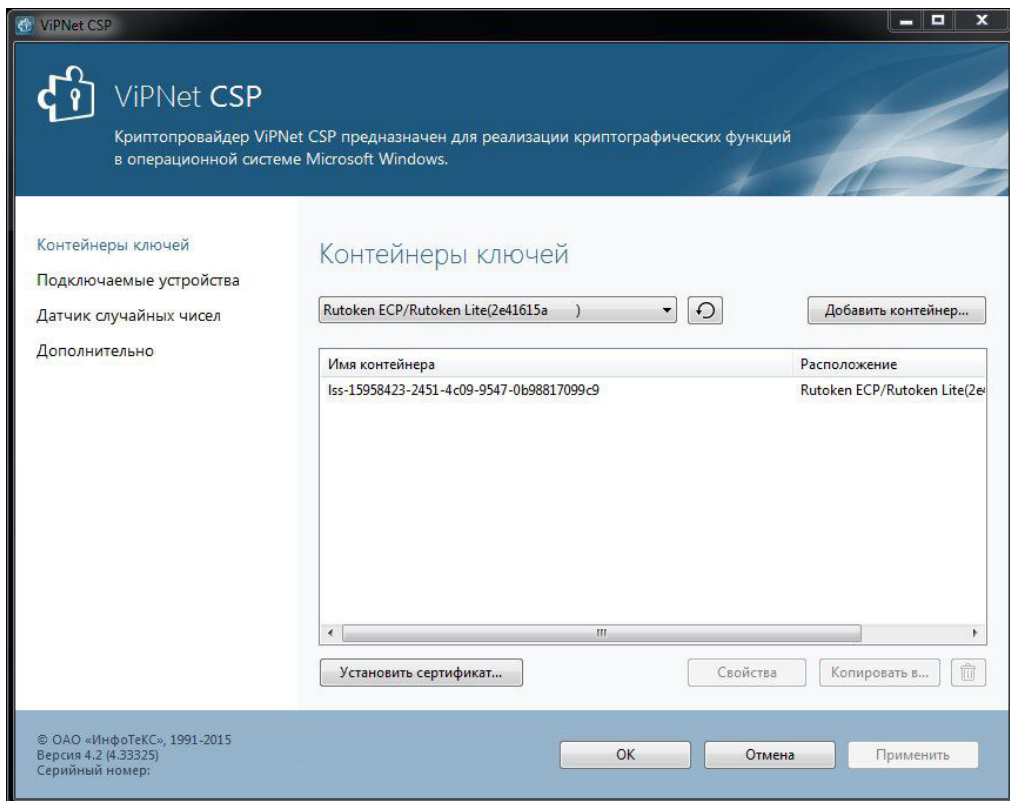 ViPNet CSP
ViPNet CSP
Криптопровайдер ViPNet CSP предназначен для реализации криптографических функций
в операционной системе Microsoft Windows.
Контейнеры ключей
Подключаемые устройства
Датчик случайных чисел
Дополнительно
Контейнеры ключей
Rutoken ECP/Rutoken Lite(2e41615a )
Добавить контейнер...
Имя контейнера Расположение
lss-15958423-2451-4c09-9547-0b98817099c9 Rutoken ECP/Rutoken Lite(2e
Установить сертификат...
Свойства
Копировать в...
© ОАО «ИнфоТеКС», 1991-2015
Версия 4.2 (4.33325)
Серийный номер:
OK
Отмена
Применить